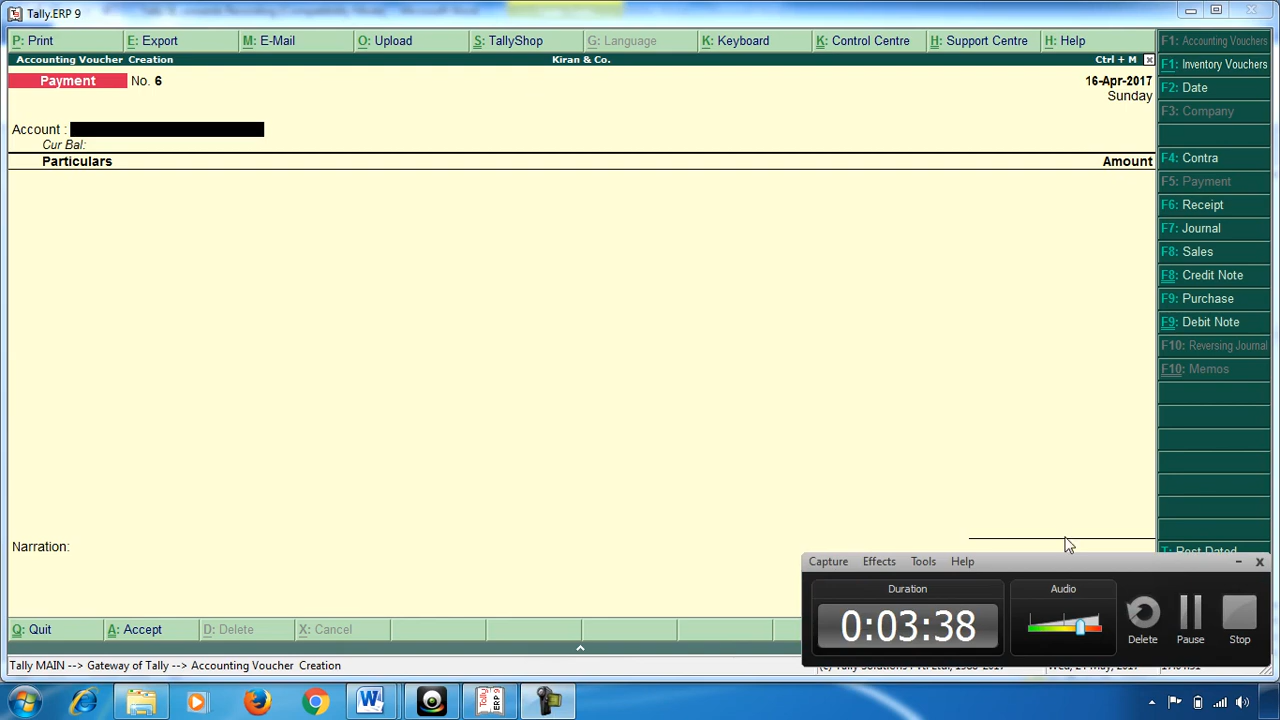 Tally.ERP 9
P: Print E: Export M: E-Mail O: Upload S: TallyShop G: Language K: Keyboard K: Control Centre H: Support Centre H: Help
Accounting Voucher Creation Kiran & Co. Ctrl + M
Payment No. 6 16-Apr-2017
Sunday
Account :
Cur Bal:
Particulars Amount
Narration:
F1: Accounting Vouchers
F1: Inventory Vouchers
F2: Date
F3: Company
F4: Contra
F5: Payment
F6: Receipt
F7: Journal
F8: Sales
F8: Credit Note
F9: Purchase
F9: Debit Note
F10: Reversing Journal
F10: Memos
T: Post Dated
Capture Effects Tools Help
Duration Audio
0:03:38
Delete Pause Stop
Q: Quit A: Accept D: Delete X: Cancel
Tally MAIN --> Gateway of Tally --> Accounting Voucher Creation